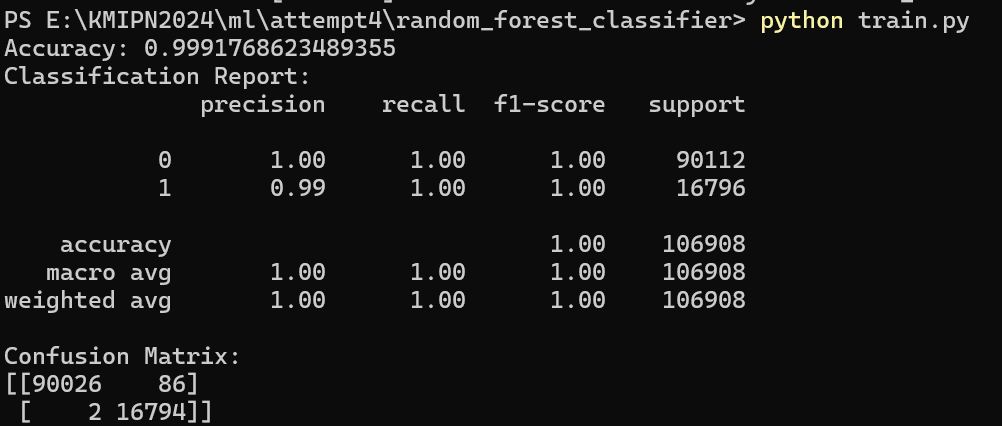 PS E:\KMIPN2024\ml\attempt4\random_forest_classifier> python train.py
Accuracy: 0.9991768623489355
Classification Report:
precision recall f1-score support
0 1.00 1.00 1.00 90112
1 0.99 1.00 1.00 16796
accuracy 1.00 106908
macro avg 1.00 1.00 1.00 106908
weighted avg 1.00 1.00 1.00 106908
Confusion Matrix:
[[90026 86]
[ 2 16794]]